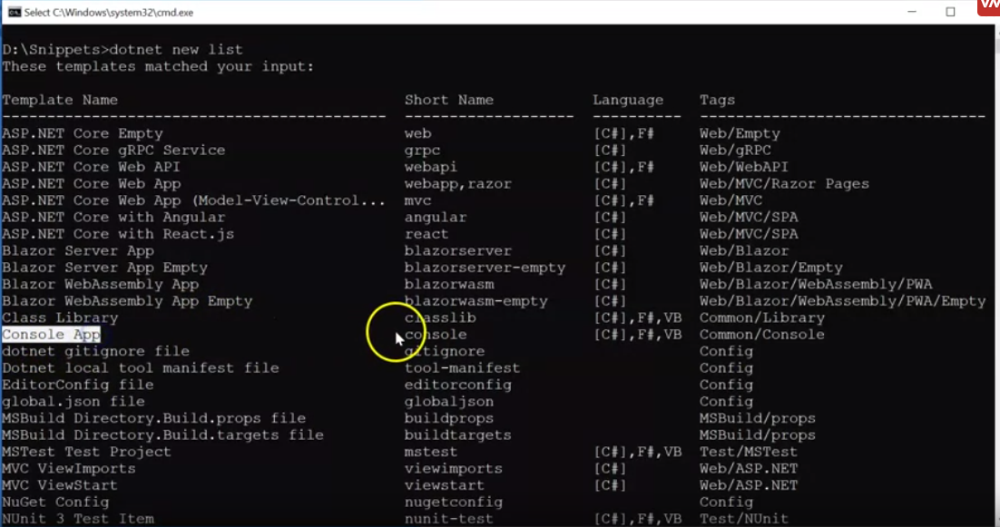 Select C:\Windows\system32\cmd.exe
D:\Snippets>dotnet new list
These templates matched your input:
Template Name Short Name Language Tags
-------------------------------------------- ------------------- ---------- --------------------------------
ASP.NET Core Empty web [C#],F# Web/Empty
ASP.NET Core gRPC Service grpc [C#] Web/gRPC
ASP.NET Core Web API webapi [C#],F# Web/WebAPI
ASP.NET Core Web App webapp,razor [C#] Web/MVC/Razor Pages
ASP.NET Core Web App (Model-View-Control... mvc [C#],F# Web/MVC
ASP.NET Core with Angular angular [C#] Web/MVC/SPA
ASP.NET Core with React.js react [C#] Web/MVC/SPA
Blazor Server App blazorserver [C#] Web/Blazor
Blazor Server App Empty blazorserver-empty [C#] Web/Blazor/Empty
Blazor WebAssembly App blazorwasm [C#] Web/Blazor/WebAssembly/PWA
Blazor WebAssembly App Empty blazorwasm-empty [C#] Web/Blazor/WebAssembly/PWA/Empty
Class Library classlib [C#],F#,VB Common/Library
Console App console [C#],F#,VB Common/Console
dotnet gitignore file gitignore Config
Dotnet local tool manifest file tool-manifest Config
EditorConfig file editorconfig Config
global.json file globaljson Config
MSBuild Directory.Build.props file buildprops MSBuild/props
MSBuild Directory.Build.targets file buildtargets MSBuild/props
MSTest Test Project mstest [C#],F#,VB Test/MSTest
MVC ViewImports viewimports [C#] Web/ASP.NET
MVC ViewStart viewstart [C#] Web/ASP.NET
NuGet Config nugetconfig Config
NUnit 3 Test Item nunit-test [C#],F#,VB Test/NUnit